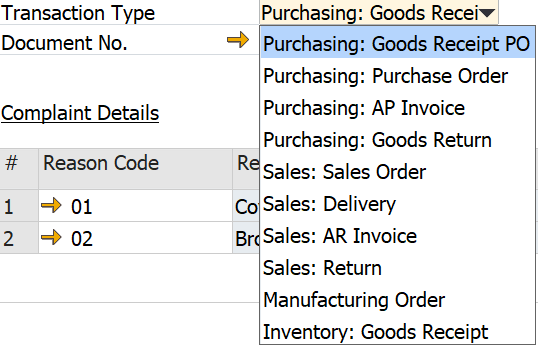 Transaction Type Purchasing: Goods Recei
Document No.
Purchasing: Goods Receipt PO
Purchasing: Purchase Order
Purchasing: AP Invoice
Purchasing: Goods Return
Sales: Sales Order
Sales: Delivery
Sales: AR Invoice
Sales: Return
Manufacturing Order
Inventory: Goods Receipt
Complaint Details
# Reason Code Re
1 01 Co
2 02 Bro